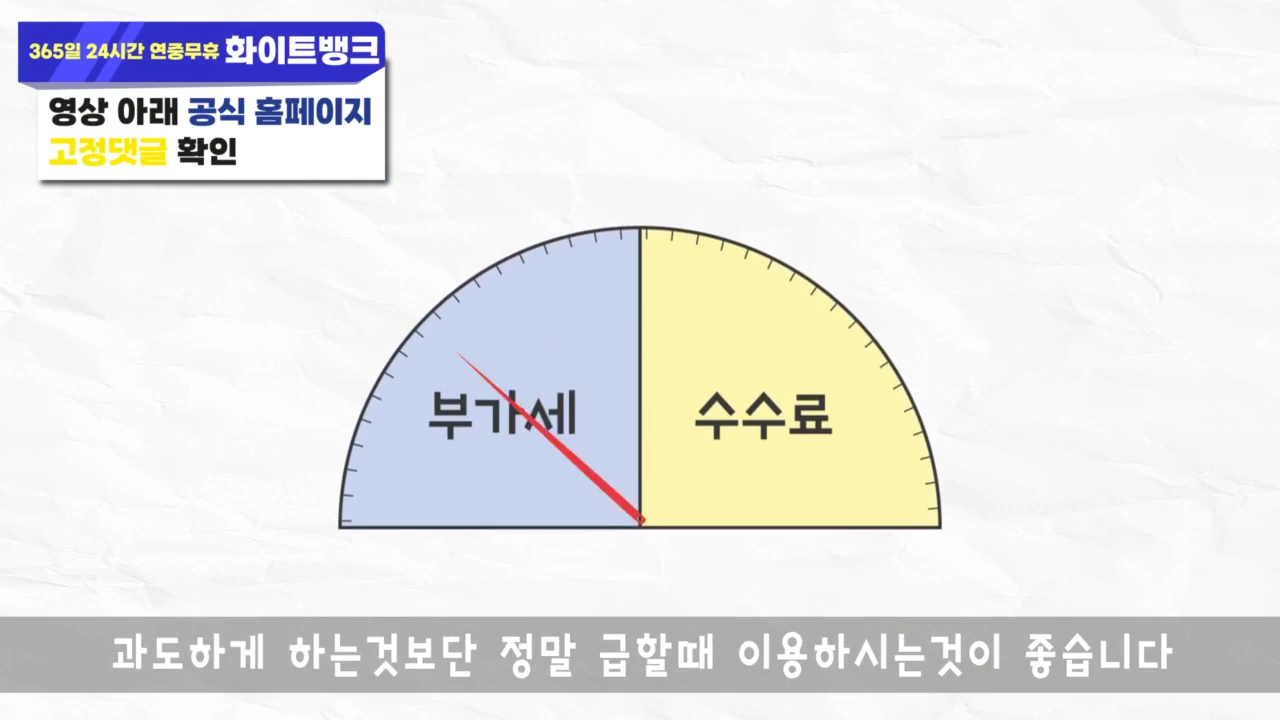 365일 24시간 연중무휴 화이트뱅크
영상 아래 공식 홈페이지
고정댓글 확인
부가세
수수료
과도하게 하는것보단 정말 급할때 이용하시는것이 좋습니다